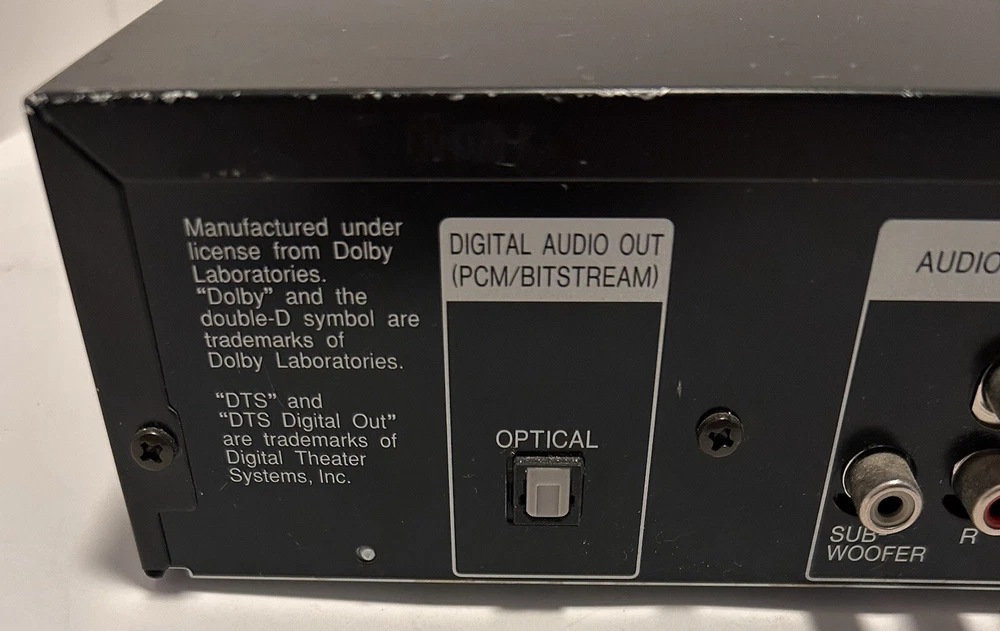 Manufactured under
license from Dolby
Laboratories.
“Dolby” and the
double-D symbol are
trademarks of
Dolby Laboratories.
“DTS” and
“DTS Digital Out”
are trademarks of
Digital Theater
Systems, Inc.
DIGITAL AUDIO OUT
(PCM/BITSTREAM)
OPTICAL
AUDIO
SUB
WOOFER
R